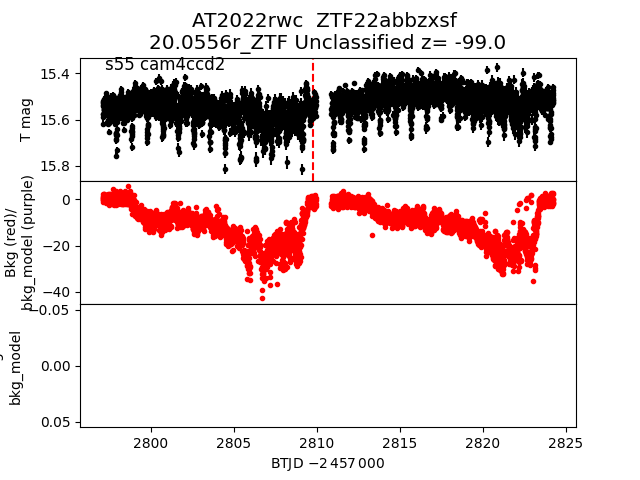 AT2022rwc  ZTF22abbzxsf
20.0556r_ZTF Unclassified z= -99.0
s55 cam4ccd2
15.4
15.6
15.8
T mag
0
−20
−40
Bkg (red)/
bkg_model (purple)
−0.05
0.00
0.05
bkg_model
2800
2805
2810
2815
2820
2825
BTJD −2 457 000